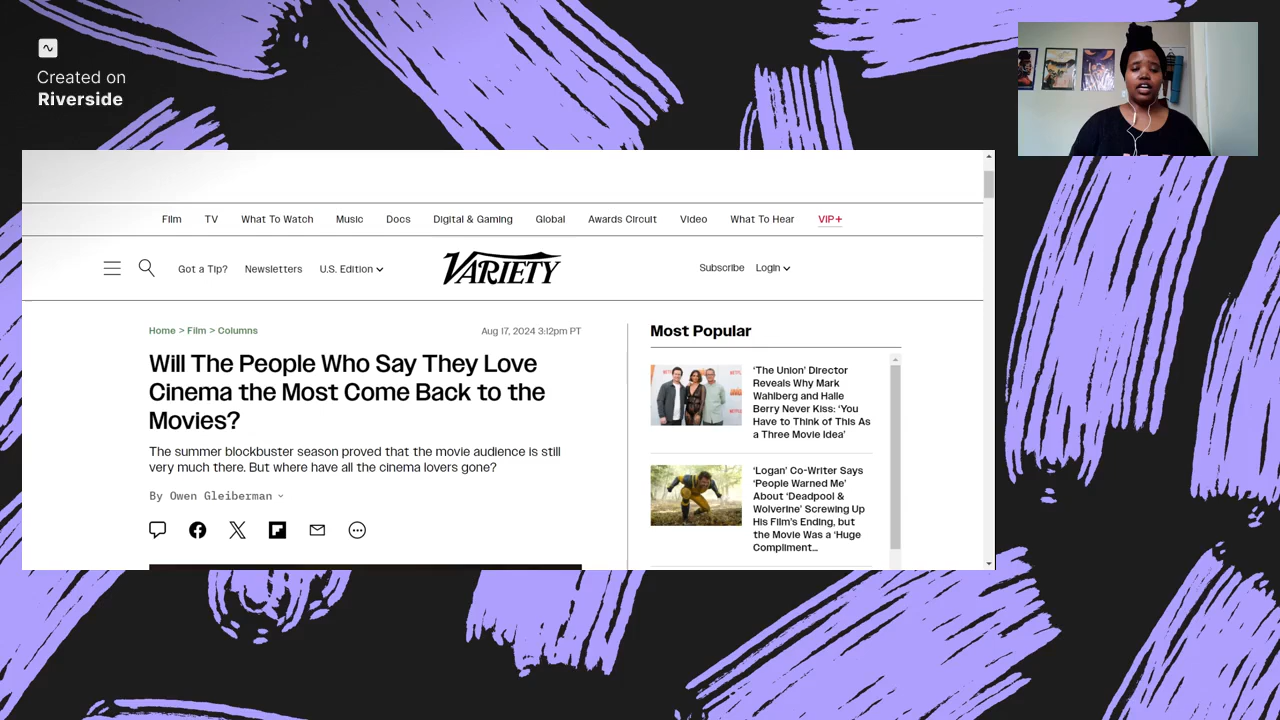 Created on
Riverside
Film TV What To Watch Music Docs Digital & Gaming Global Awards Circuit Video What To Hear VIP+
Got a Tip? Newsletters U.S. Edition VARIETY Subscribe Login
Home > Film > Columns Aug 17, 2024 3:12pm PT
Will The People Who Say They Love
Cinema the Most Come Back to the
Movies?
The summer blockbuster season proved that the movie audience is still
very much there. But where have all the cinema lovers gone?
By Owen Gleiberman
Most Popular
‘The Union’ Director
Reveals Why Mark
Wahlberg and Halle
Berry Never Kiss: ‘You
Have to Think of This As
a Three Movie Idea’
‘Logan’ Co-Writer Says
‘People Warned Me’
About ‘Deadpool &
Wolverine’ Screwing Up
His Film’s Ending, but
the Movie Was a ‘Huge
Compliment…